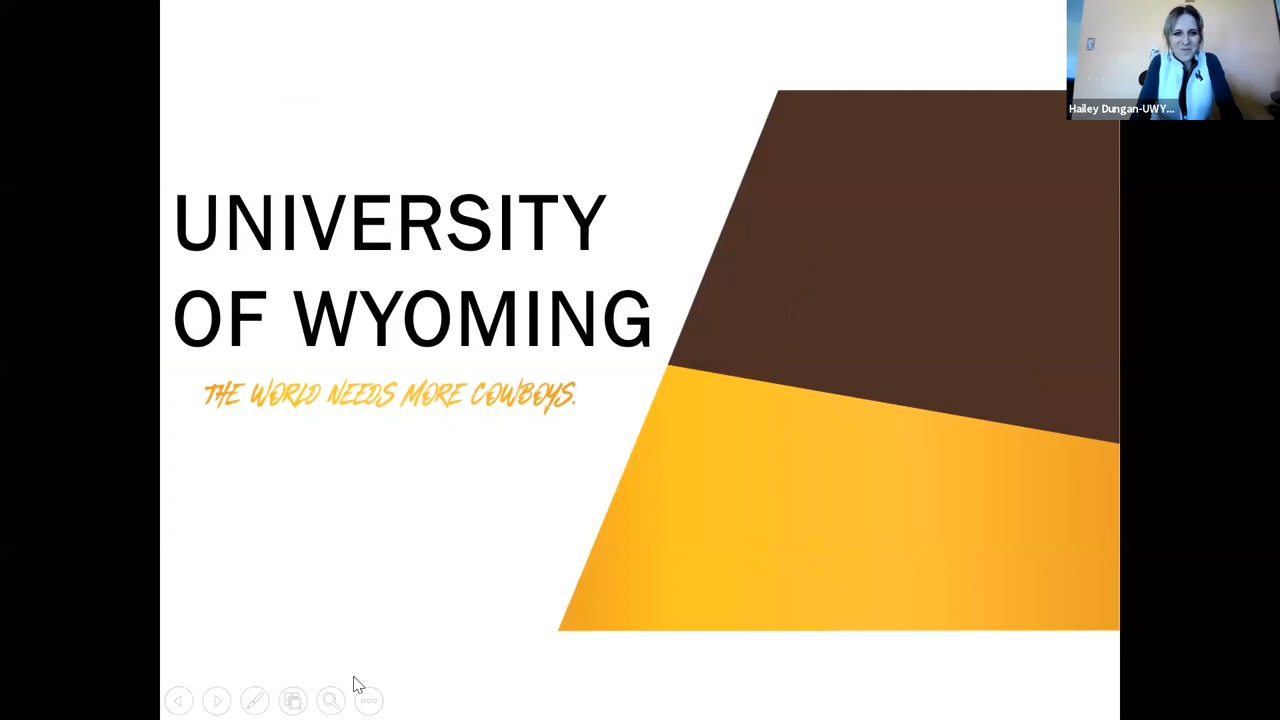 Hailey Dungan-UWY...
UNIVERSITY
OF WYOMING
THE WORLD NEEDS MORE COWBOYS.